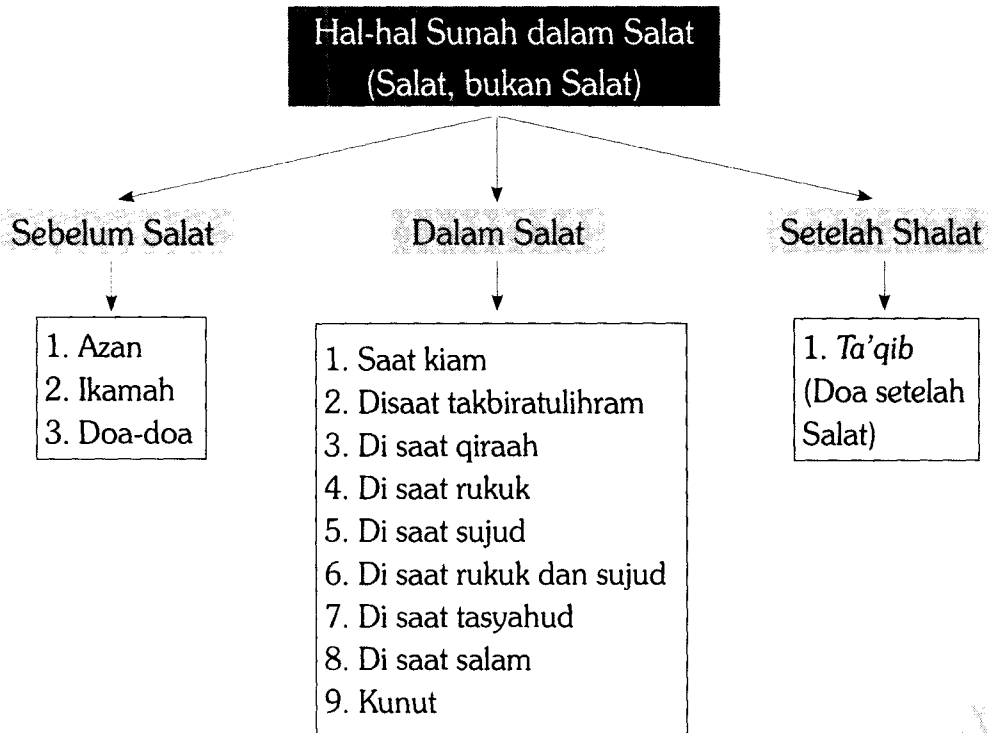 Hal-hal Sunah dalam Salat
(Salat, bukan Salat)
Sebelum Salat
Dalam Salat
Setelah Shalat
1. Azan
2. Ikamah
3. Doa-doa
1. Saat kiam
2. Disaat takbiratulihram
3. Di saat qiraah
4. Di saat rukuk
5. Di saat sujud
6. Di saat rukuk dan sujud
7. Di saat tasyahud
8. Di saat salam
9. Kunut
1. Ta'qib
(Doa setelah
Salat)